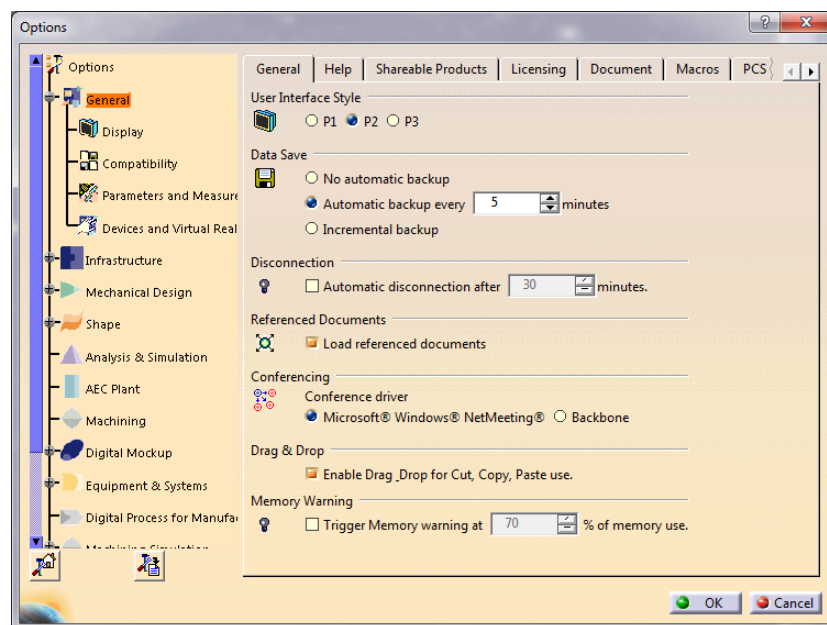 Options
Options
General
Display
Compatibility
Parameters and Measure
Devices and Virtual Real
Infrastructure
Mechanical Design
Shape
Analysis & Simulation
AEC Plant
Machining
Digital Mockup
Equipment & Systems
Digital Process for Manufa
Machining Simulation
General Help Shareable Products Licensing Document Macros PCS
User Interface Style
P1 P2 P3
Data Save
No automatic backup
Automatic backup every 5 minutes
Incremental backup
Disconnection
Automatic disconnection after 30 minutes.
Referenced Documents
Load referenced documents
Conferencing
Conference driver
Microsoft® Windows® NetMeeting® Backbone
Drag & Drop
Enable Drag _Drop for Cut, Copy, Paste use.
Memory Warning
Trigger Memory warning at 70 % of memory use.
OK Cancel